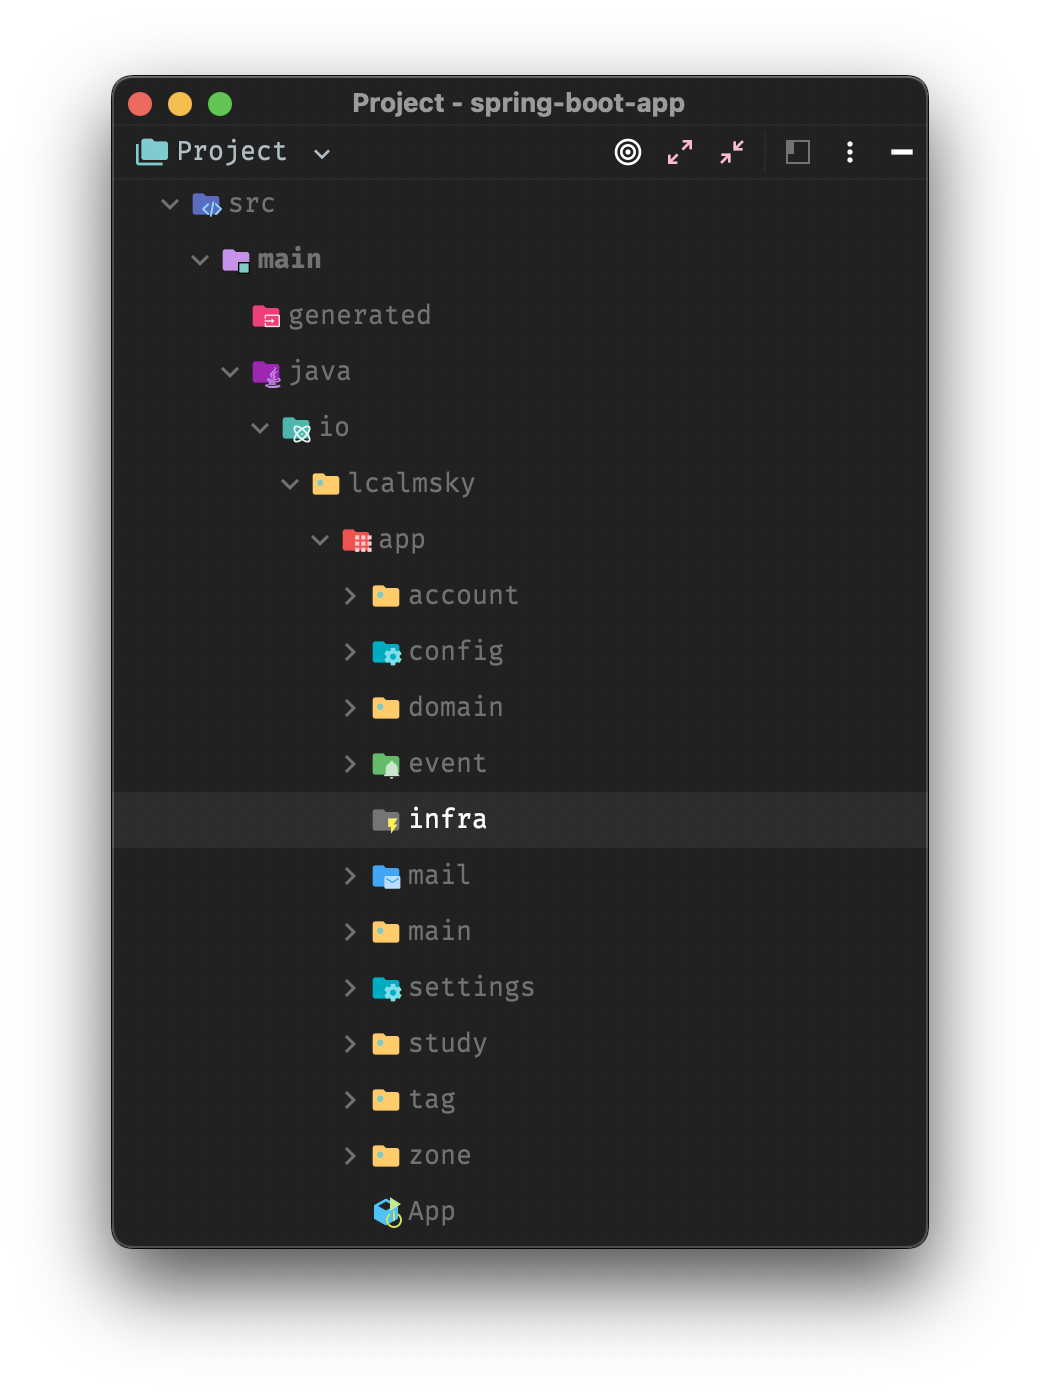 Project - spring-boot-app
Project
src
main
generated
java
io
lcalmsky
app
account
config
domain
event
infra
mail
main
settings
study
tag
zone
App